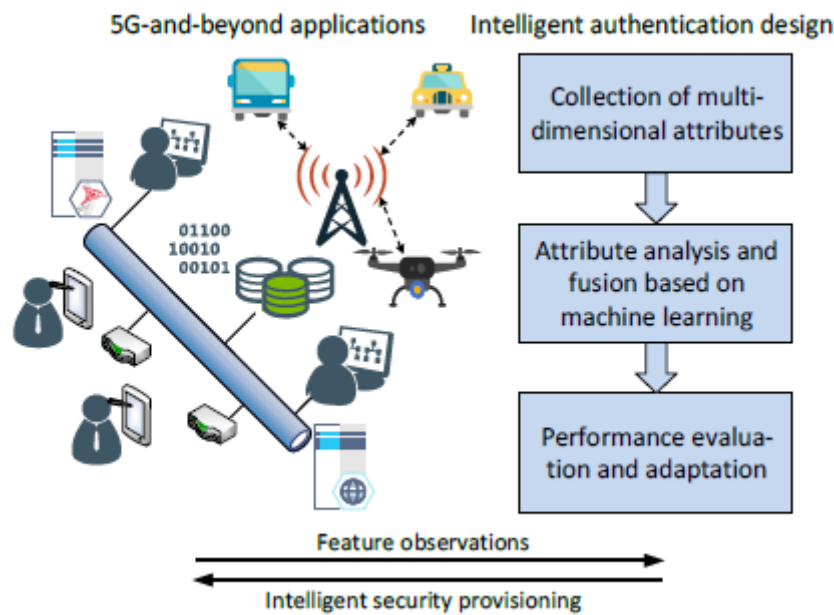 5G-and-beyond applications
Intelligent authentication design
Collection of multi-
dimensional attributes
01100
10010
00101
Attribute analysis and
fusion based on
machine learning
Performance evalua-
tion and adaptation
Feature observations
Intelligent security provisioning